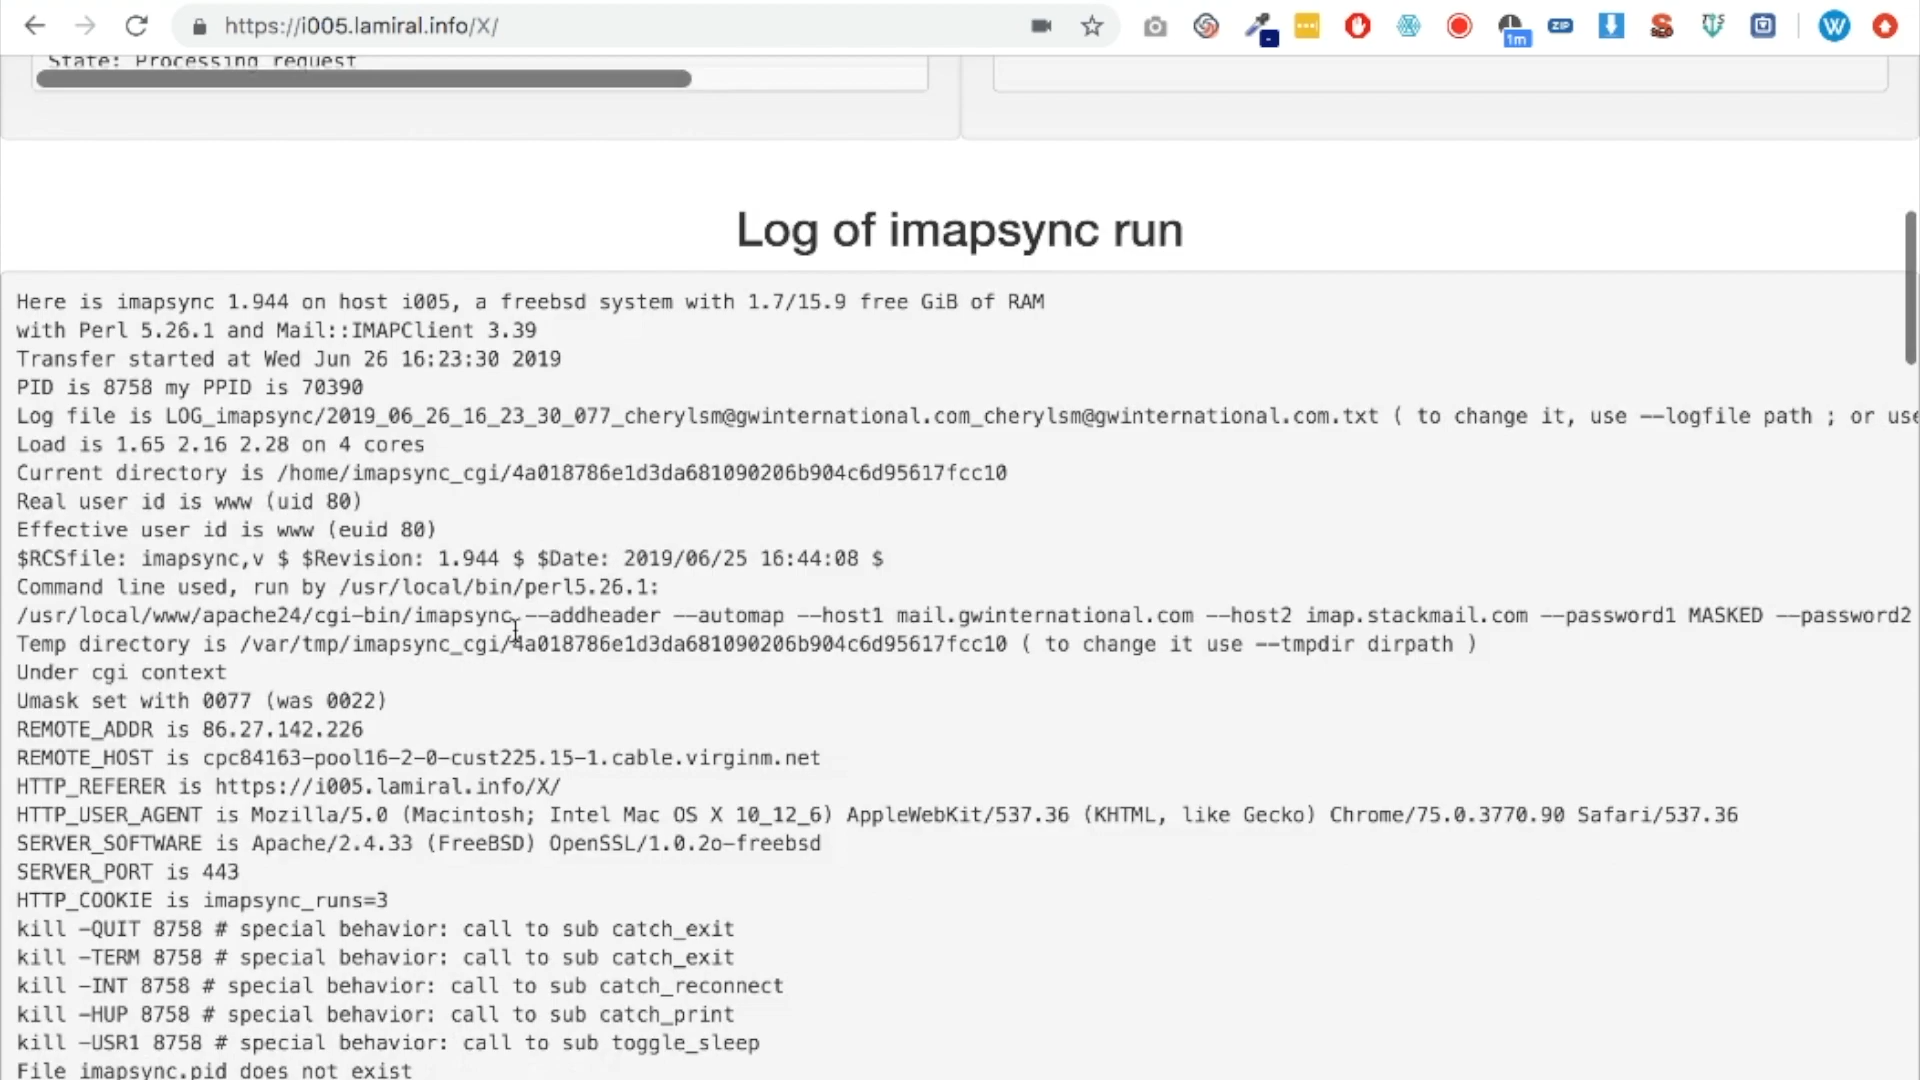 https://i005.lamiral.info/X/
1m
ZIP
W
State: Processing request
Log of imapsync run
Here is imapsync 1.944 on host i005, a freebsd system with 1.7/15.9 free GiB of RAM
with Perl 5.26.1 and Mail::IMAPClient 3.39
Transfer started at Wed Jun 26 16:23:30 2019
PID is 8758 my PPID is 70390
Log file is LOG_imapsync/2019_06_26_16_23_30_077_cherylsm@gwinternational.com_cherylsm@gwinternational.com.txt ( to change it, use --logfile path ; or use
Load is 1.65 2.16 2.28 on 4 cores
Current directory is /home/imapsync_cgi/4a018786e1d3da681090206b904c6d95617fcc10
Real user id is www (uid 80)
Effective user id is www (euid 80)
$RCSfile: imapsync,v $ $Revision: 1.944 $ $Date: 2019/06/25 16:44:08 $
Command line used, run by /usr/local/bin/perl5.26.1:
/usr/local/www/apache24/cgi-bin/imapsync --addheader --automap --host1 mail.gwinternational.com --host2 imap.stackmail.com --password1 MASKED --password2
Temp directory is /var/tmp/imapsync_cgi/4a018786e1d3da681090206b904c6d95617fcc10 ( to change it use --tmpdir dirpath )
Under cgi context
Umask set with 0077 (was 0022)
REMOTE_ADDR is 86.27.142.226
REMOTE_HOST is cpc84163-pool16-2-0-cust225.15-1.cable.virginm.net
HTTP_REFERER is https://i005.lamiral.info/X/
HTTP_USER_AGENT is Mozilla/5.0 (Macintosh; Intel Mac OS X 10_12_6) AppleWebKit/537.36 (KHTML, like Gecko) Chrome/75.0.3770.90 Safari/537.36
SERVER_SOFTWARE is Apache/2.4.33 (FreeBSD) OpenSSL/1.0.2o-freebsd
SERVER_PORT is 443
HTTP_COOKIE is imapsync_runs=3
kill -QUIT 8758 # special behavior: call to sub catch_exit
kill -TERM 8758 # special behavior: call to sub catch_exit
kill -INT 8758 # special behavior: call to sub catch_reconnect
kill -HUP 8758 # special behavior: call to sub catch_print
kill -USR1 8758 # special behavior: call to sub toggle_sleep
File imapsync.pid does not exist